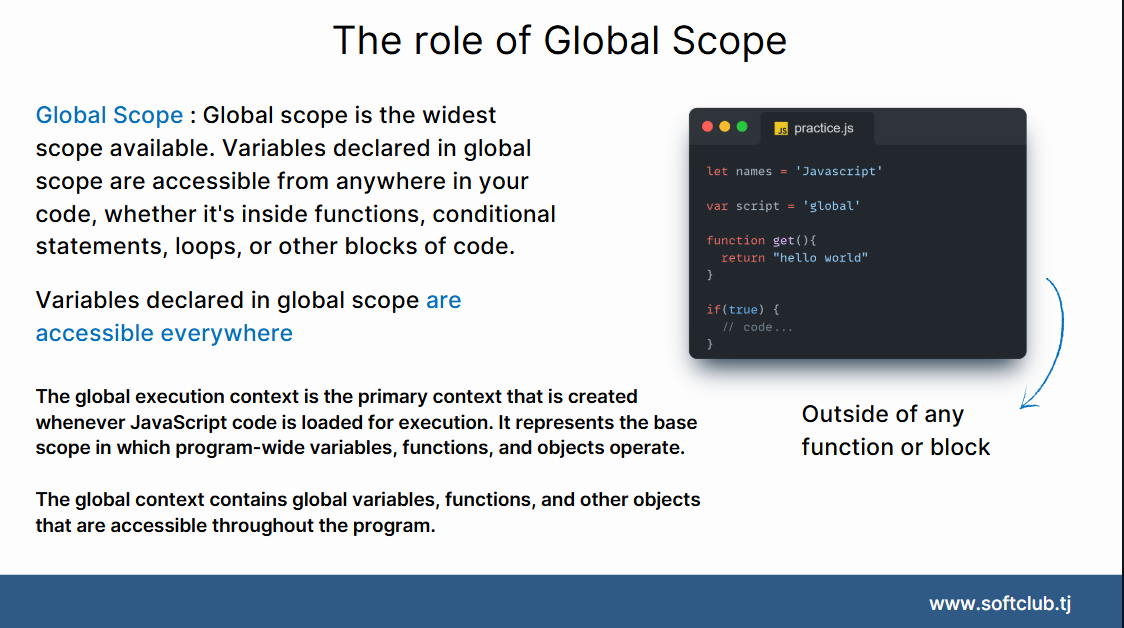 The role of Global Scope
Global Scope : Global scope is the widest
scope available. Variables declared in global
scope are accessible from anywhere in your
code, whether it's inside functions, conditional
statements, loops, or other blocks of code.
Variables declared in global scope are
accessible everywhere
The global execution context is the primary context that is created
whenever JavaScript code is loaded for execution. It represents the base
scope in which program-wide variables, functions, and objects operate.
The global context contains global variables, functions, and other objects
that are accessible throughout the program.
JS practice.js
let names = 'Javascript'
var script = 'global'
function get(){
  return "hello world"
}
if(true) {
  // code...
}
Outside of any
function or block
www.softclub.tj